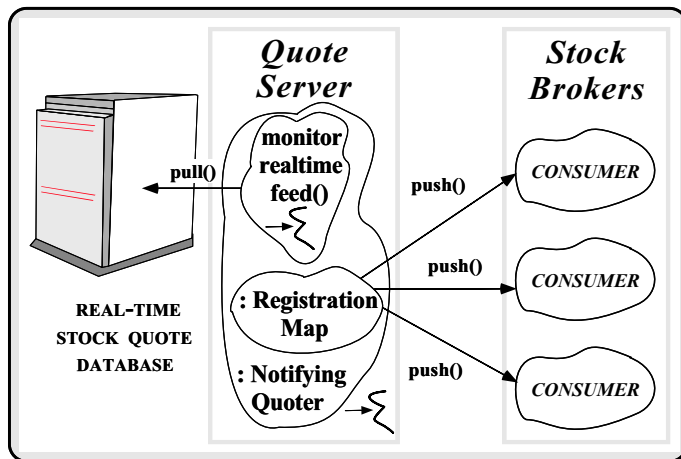 Quote
Server
Stock
Brokers
monitor
realtime
feed()
pull()
CONSUMER
push()
push()
CONSUMER
: Registration
Map
REAL-TIME
STOCK QUOTE
DATABASE
: Notifying
Quoter
push()
CONSUMER